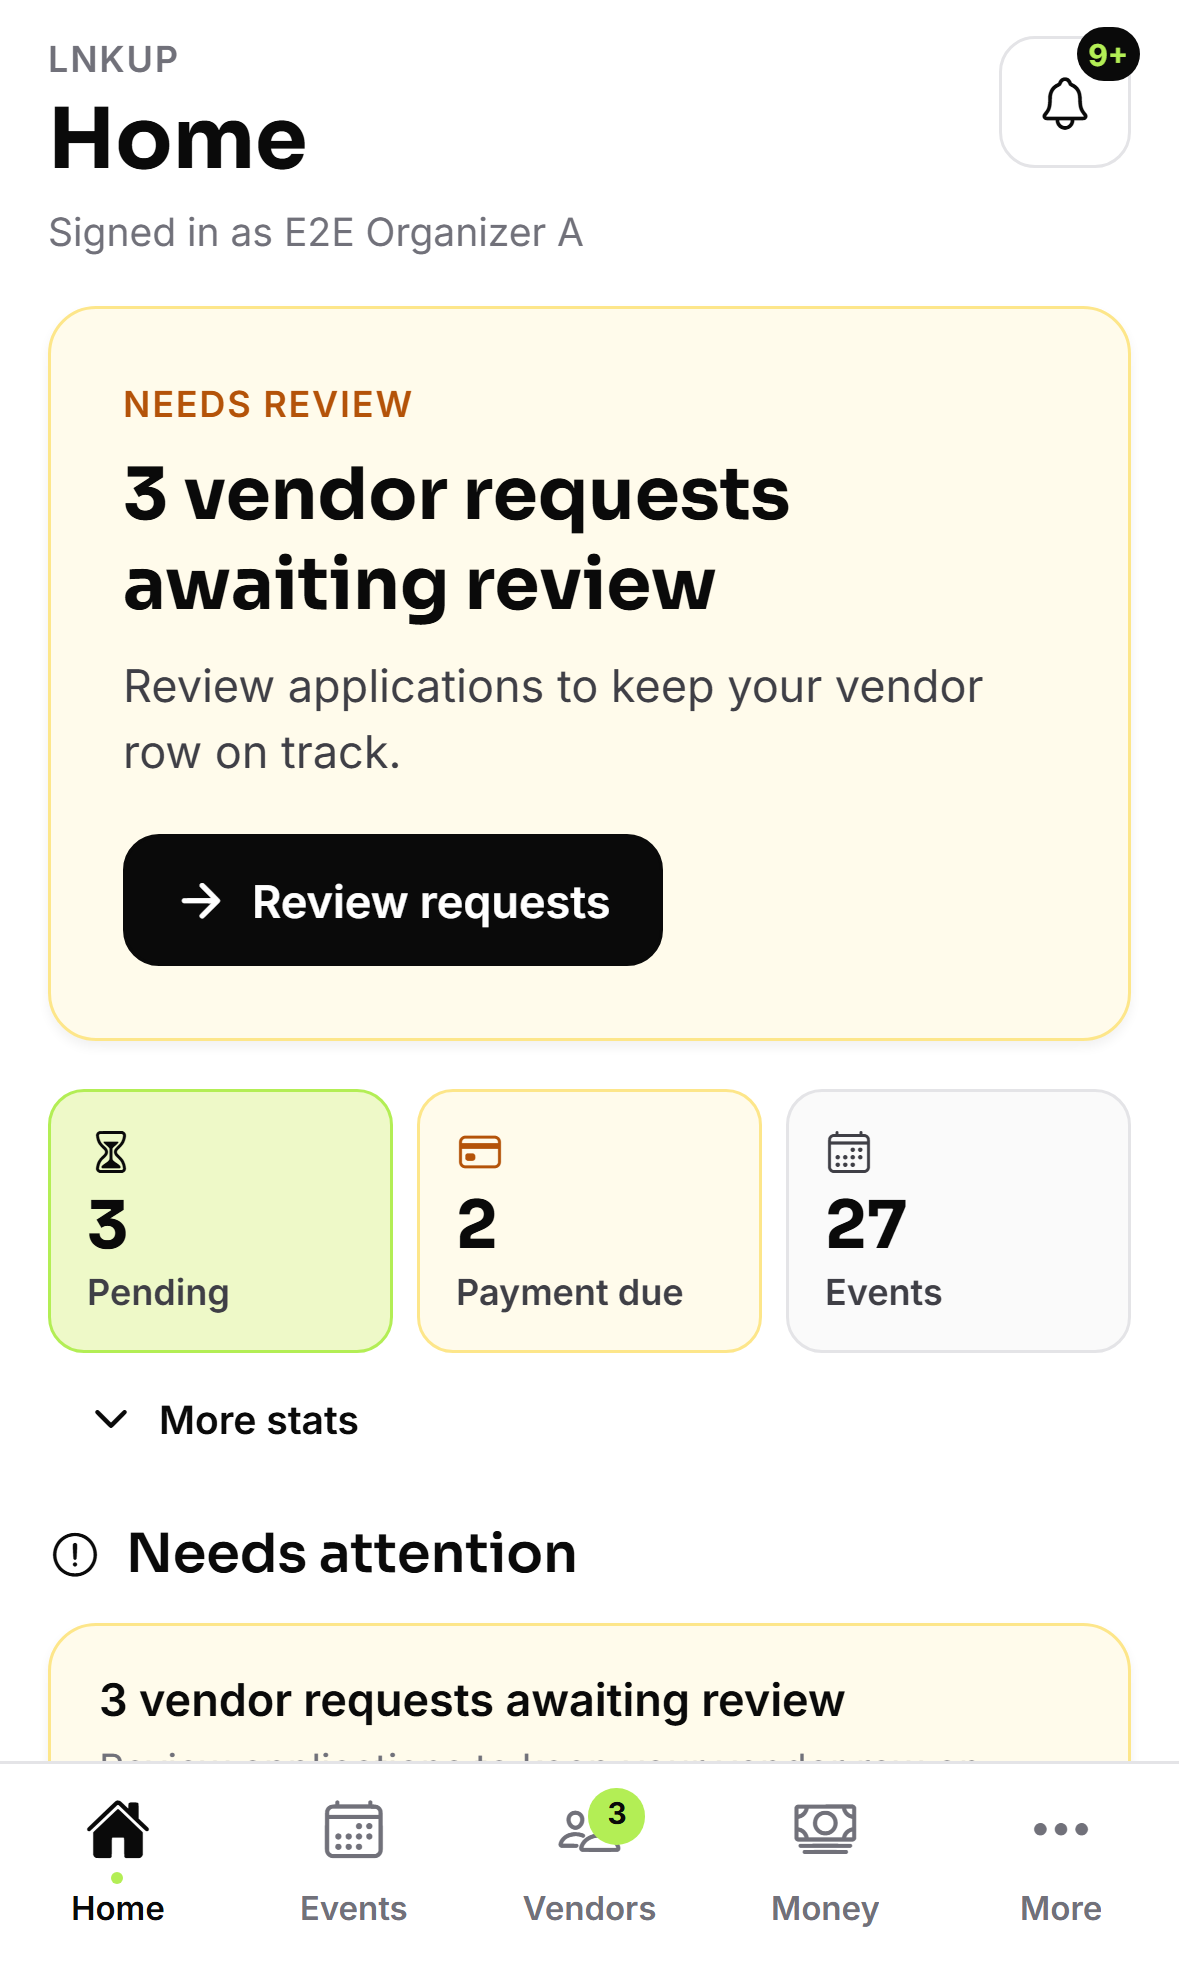 LNKUP
9+
Home
Signed in as E2E Organizer A
NEEDS REVIEW
3 vendor requests
awaiting review
Review applications to keep your vendor
row on track.
Review requests
3
Pending
2
Payment due
27
Events
More stats
Needs attention
3 vendor requests awaiting review
3
Home
Events
Vendors
Money
More